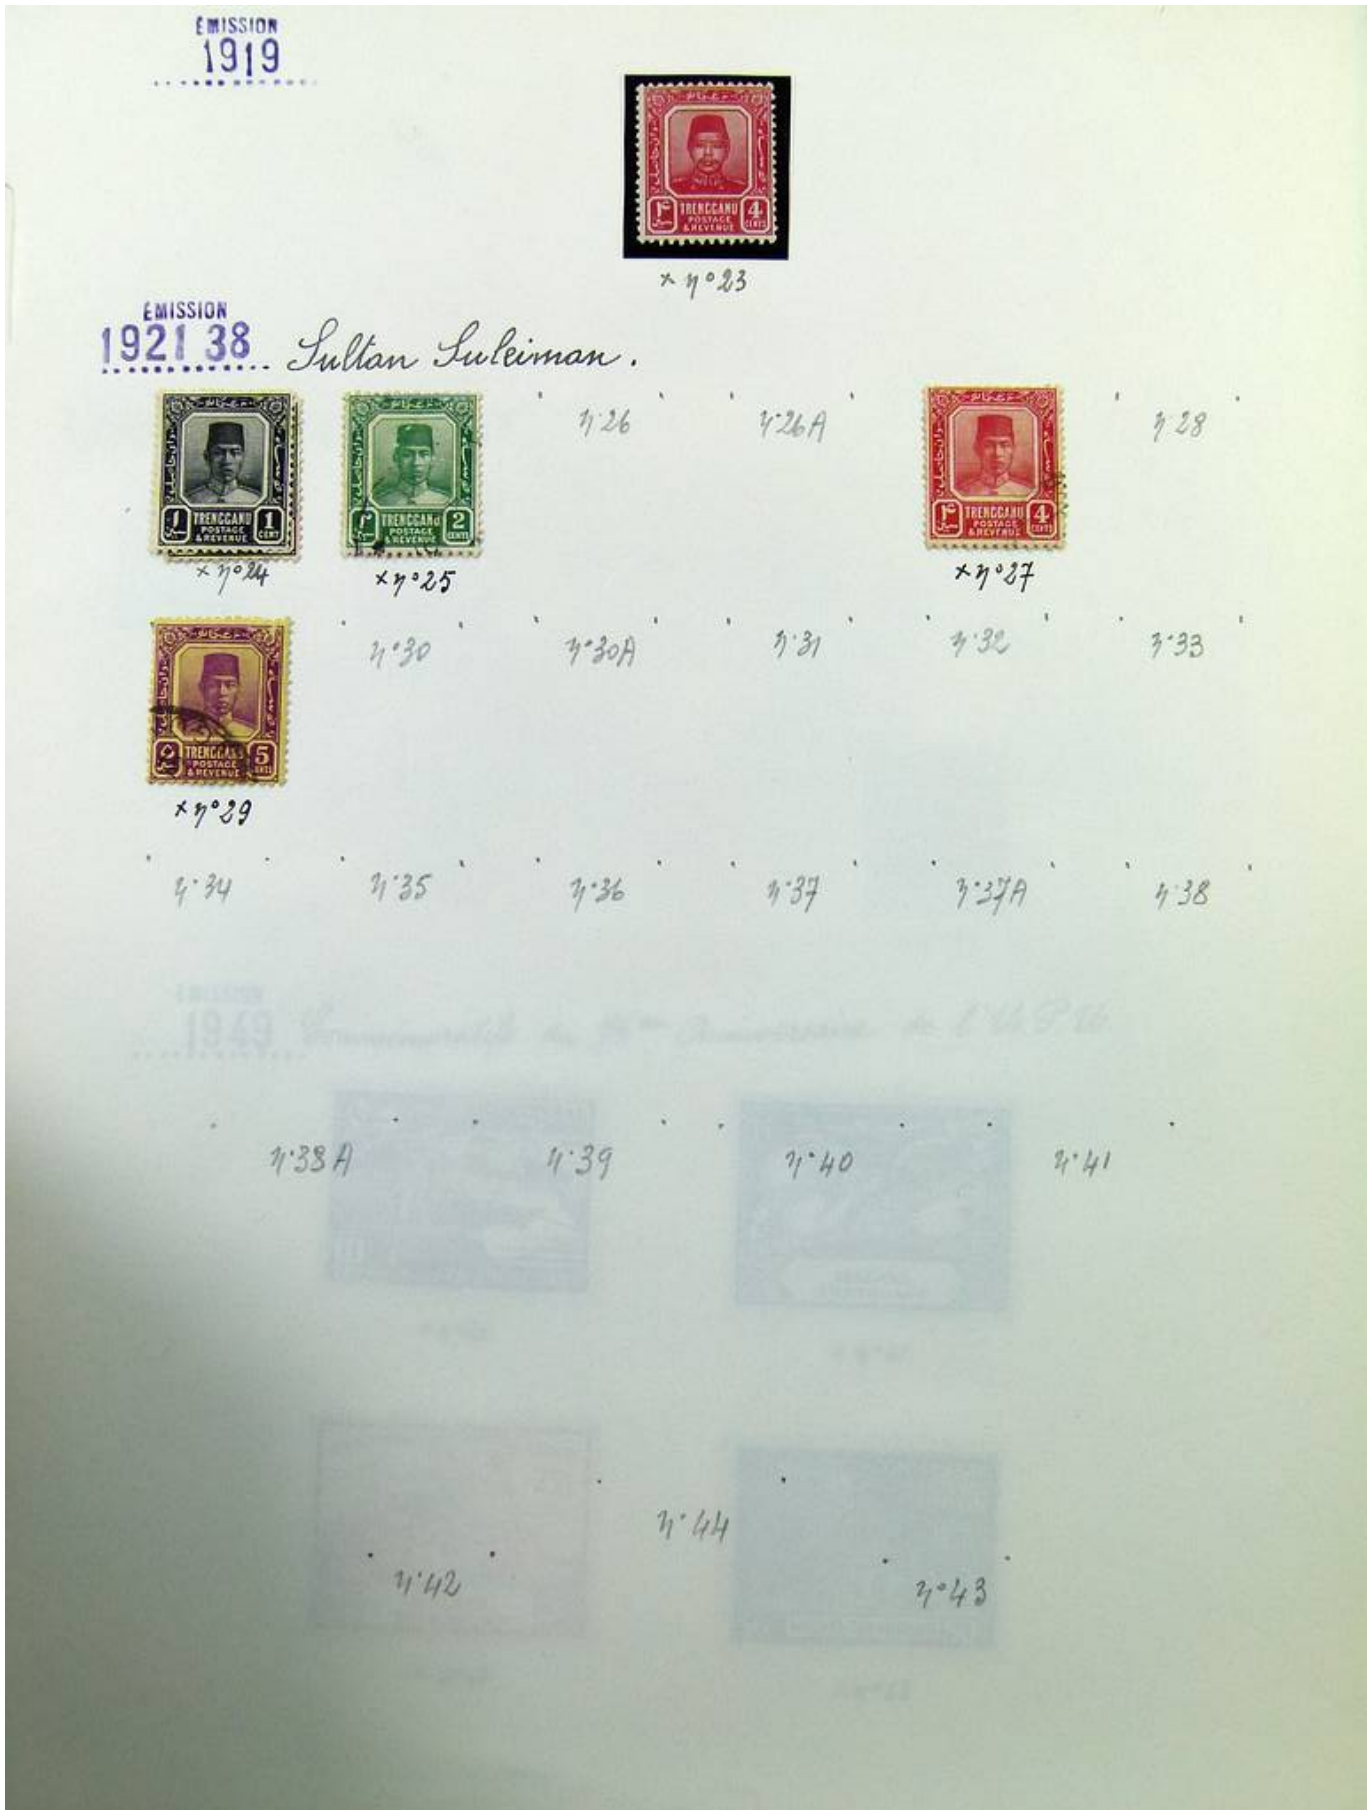 ÉMISSION
1919
TRENGGANU 4
POSTAGE CENTS
& REVENUE
× n°23
ÉMISSION
1921 38 Sultan Suleiman.
TRENGGANU 1
POSTAGE CENT
& REVENUE
TRENGGANU 2
POSTAGE CENTS
& REVENUE
n°26 n°26A
TRENGGANU 4
POSTAGE CENTS
& REVENUE
n°28
× n°24 × n°25 × n°27
TRENGGANU 5
POSTAGE CENTS
& REVENUE
n°30 n°30A n°31 n°32 n°33
× n°29
n°34 n°35 n°36 n°37 n°37A n°38
ÉMISSION
1949 de l'U.P.U.
n°38A n°39 n°40 n°41
n°44
n°42 n°43